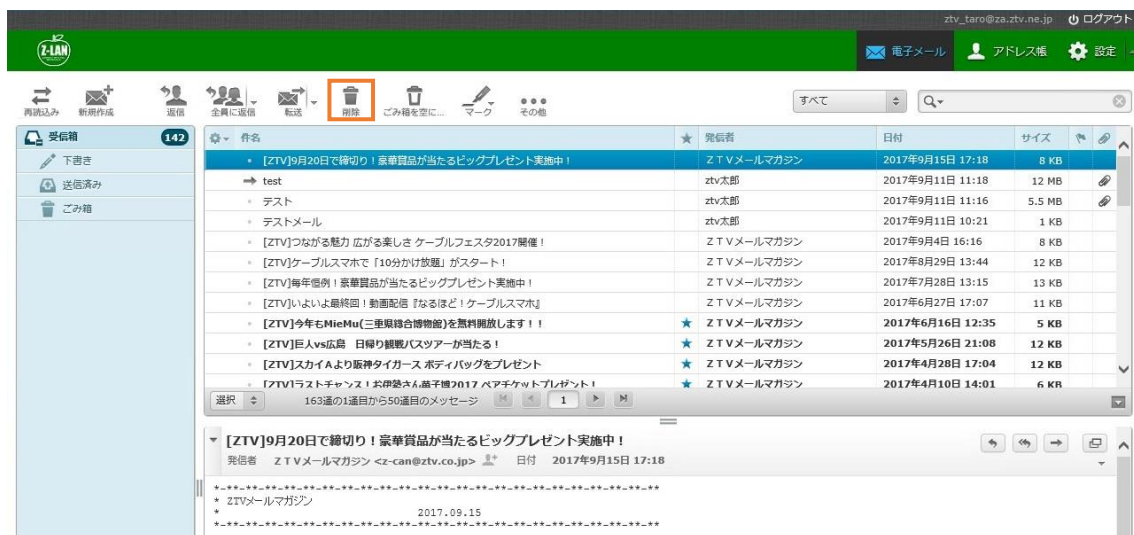 ztv_taro@za.ztv.ne.jp ログアウト
Z-LAN 電子メール アドレス帳 設定
再読込み 新規作成 返信 全員に返信 転送 削除 ごみ箱を空に... マーク その他 すべて
受信箱 142
下書き
送信済み
ごみ箱
件名 発信者 日付 サイズ
[ZTV]9月20日で締切り！豪華賞品が当たるビッグプレゼント実施中！ ＺＴＶメールマガジン 2017年9月15日 17:18 8 KB
test ztv太郎 2017年9月11日 11:18 12 MB
テスト ztv太郎 2017年9月11日 11:16 5.5 MB
テストメール ztv太郎 2017年9月11日 10:21 1 KB
[ZTV]つながる魅力 広がる楽しさ ケーブルフェスタ2017開催！ ＺＴＶメールマガジン 2017年9月4日 16:16 8 KB
[ZTV]ケーブルスマホで「10分かけ放題」がスタート！ ＺＴＶメールマガジン 2017年8月29日 13:44 12 KB
[ZTV]毎年恒例！豪華賞品が当たるビッグプレゼント実施中！ ＺＴＶメールマガジン 2017年7月28日 13:15 13 KB
[ZTV]いよいよ最終回！動画配信『なるほど！ケーブルスマホ』 ＺＴＶメールマガジン 2017年6月27日 17:07 11 KB
[ZTV]今年もMieMu(三重県総合博物館)を無料開放します！！ ＺＴＶメールマガジン 2017年6月16日 12:35 5 KB
[ZTV]巨人vs広島 日帰り観戦バスツアーが当たる！ ＺＴＶメールマガジン 2017年5月26日 21:08 12 KB
[ZTV]スカイAより阪神タイガース ボディバッグをプレゼント ＺＴＶメールマガジン 2017年4月28日 17:04 12 KB
[ZTV]ラストチャンス！お伊勢さん菓子博2017 ペアチケットプレゼント！ ＺＴＶメールマガジン 2017年4月10日 14:01 6 KB
選択 163通の1通目から50通目のメッセージ 1
[ZTV]9月20日で締切り！豪華賞品が当たるビッグプレゼント実施中！
発信者 ＺＴＶメールマガジン <z-can@ztv.co.jp> 日付 2017年9月15日 17:18
*-**-**-**-**-**-**-**-**-**-**-**-**-**-**-**-**-**-**-**-**
* ZTVメールマガジン
* 2017.09.15
*-**-**-**-**-**-**-**-**-**-**-**-**-**-**-**-**-**-**-**-**